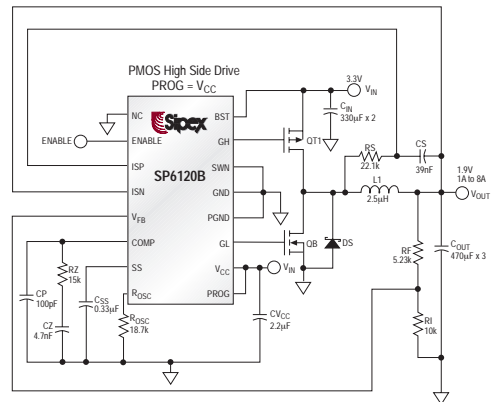 PMOS High Side Drive
PROG = VCC
Sipex
SP6120B
NC
ENABLE
ISP
ISN
VFB
COMP
SS
ROSC
BST
GH
SWN
GND
PGND
GL
VCC
PROG
ENABLE
3.3V
VIN
CIN
330µF x 2
QT1
RS
22.1k
CS
39nF
L1
2.5µH
1.9V
1A to 8A
VOUT
QB
DS
RF
5.23k
COUT
470µF x 3
RI
10k
VIN
CVCC
2.2µF
RZ
15k
CP
100pF
CZ
4.7nF
CSS
0.33µF
ROSC
18.7k